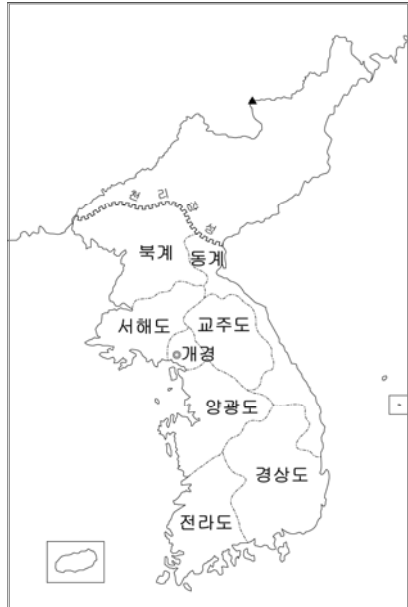 천 리 장 성
북계
동계
서해도
교주도
개경
양광도
경상도
전라도